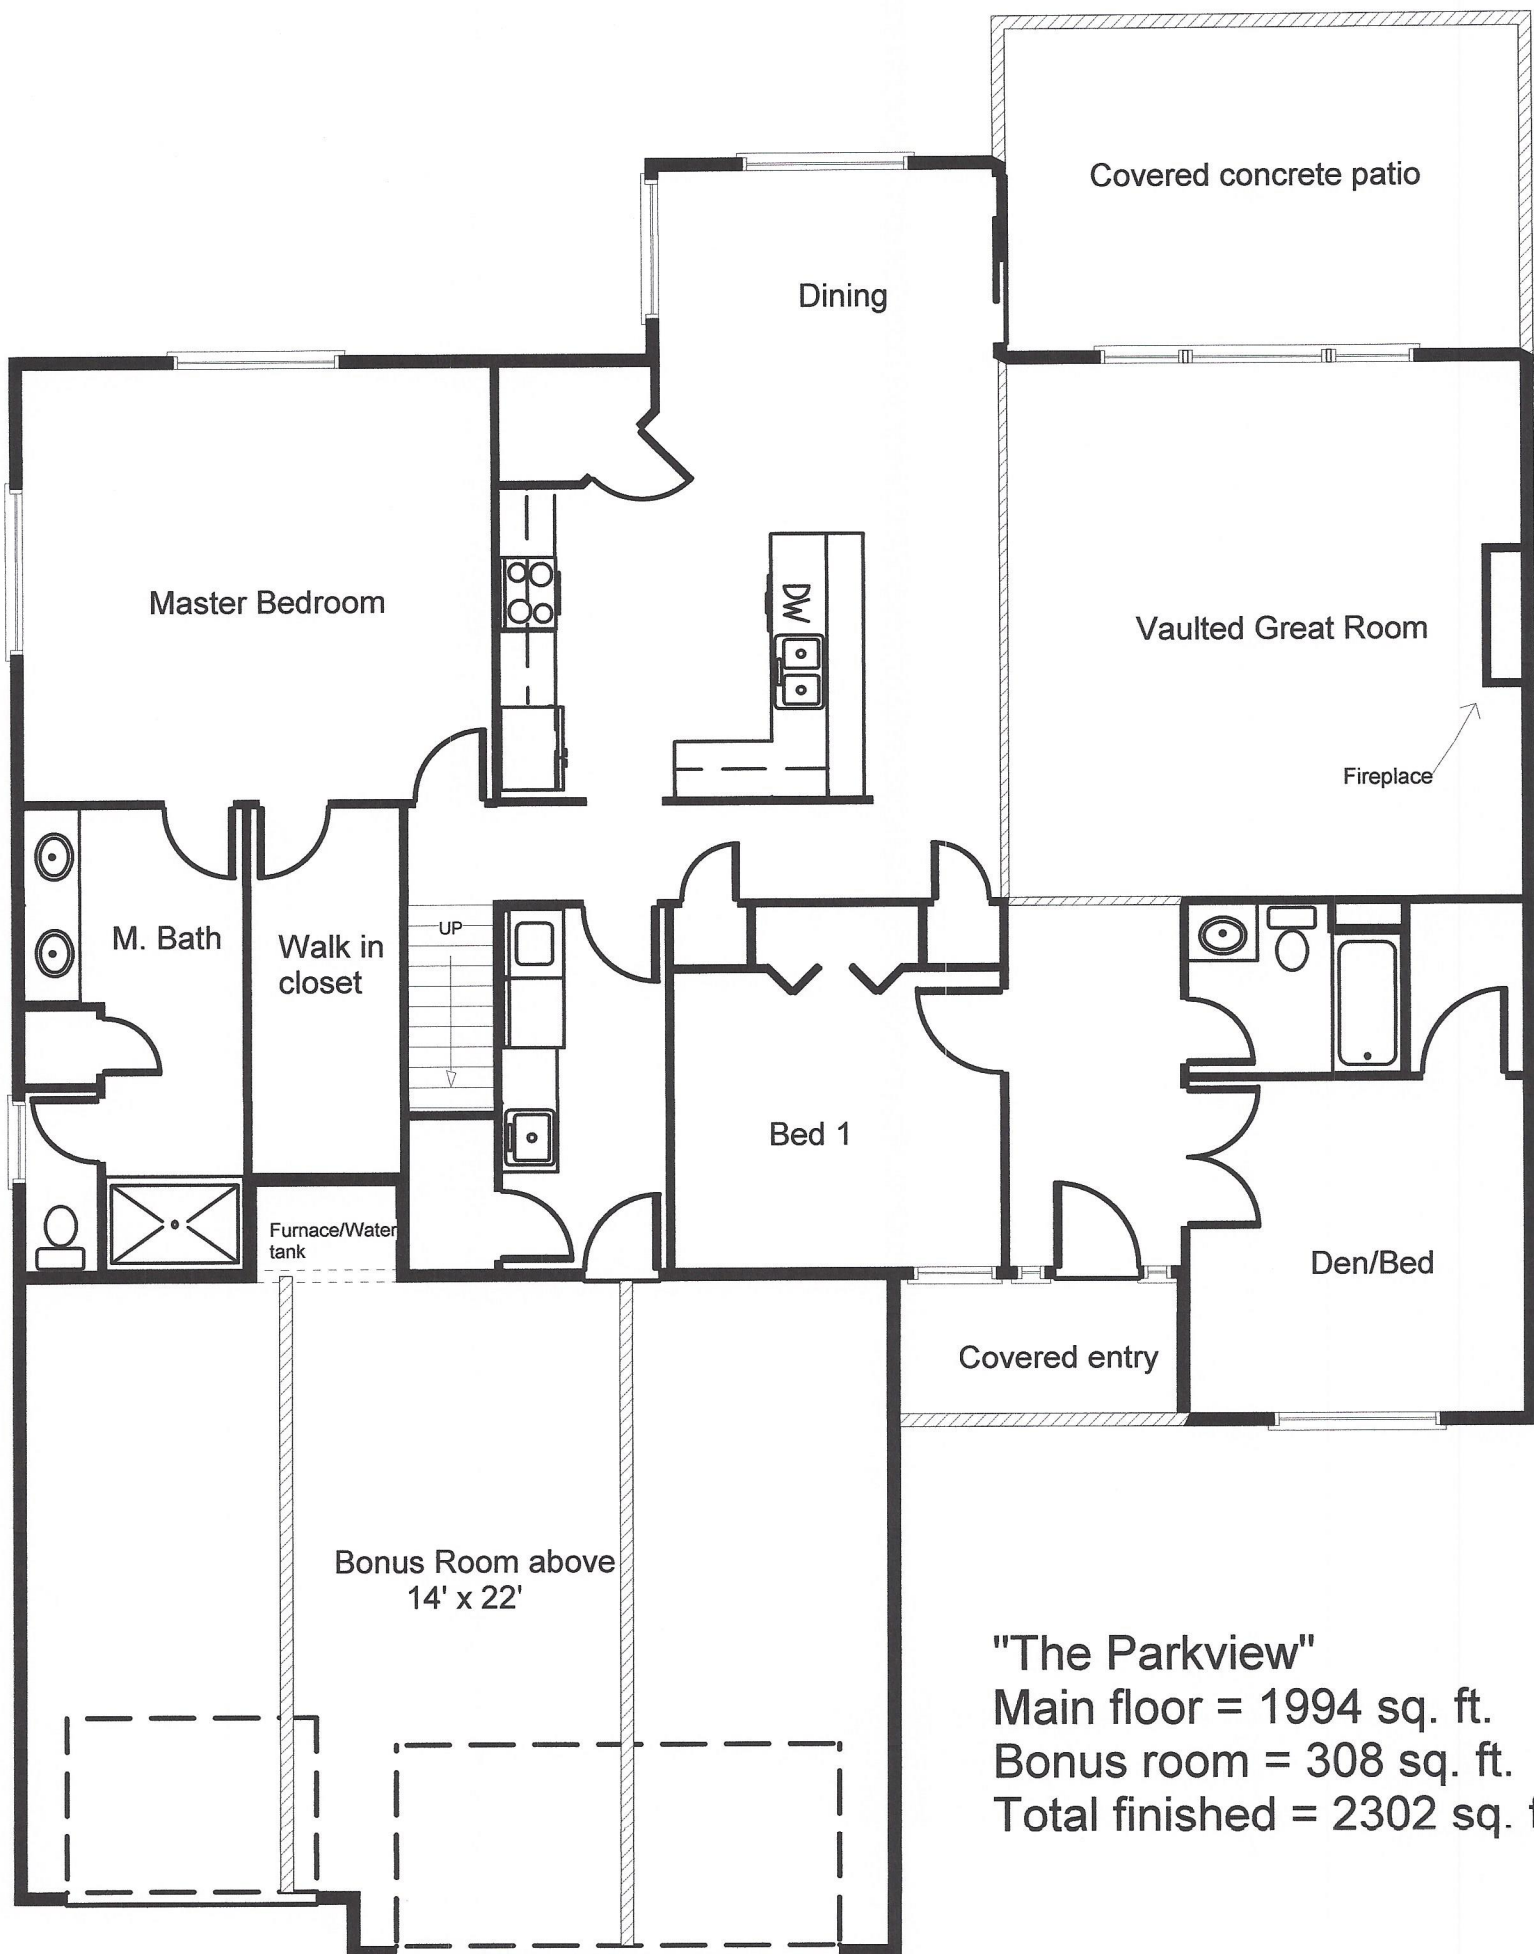 Covered concrete patio
Dining
Master Bedroom
DW
Vaulted Great Room
Fireplace
M. Bath
Walk in
closet
UP
Bed 1
Furnace/Water
tank
Den/Bed
Covered entry
Bonus Room above
14' x 22'
"The Parkview"
Main floor = 1994 sq. ft.
Bonus room = 308 sq. ft.
Total finished = 2302 sq. f